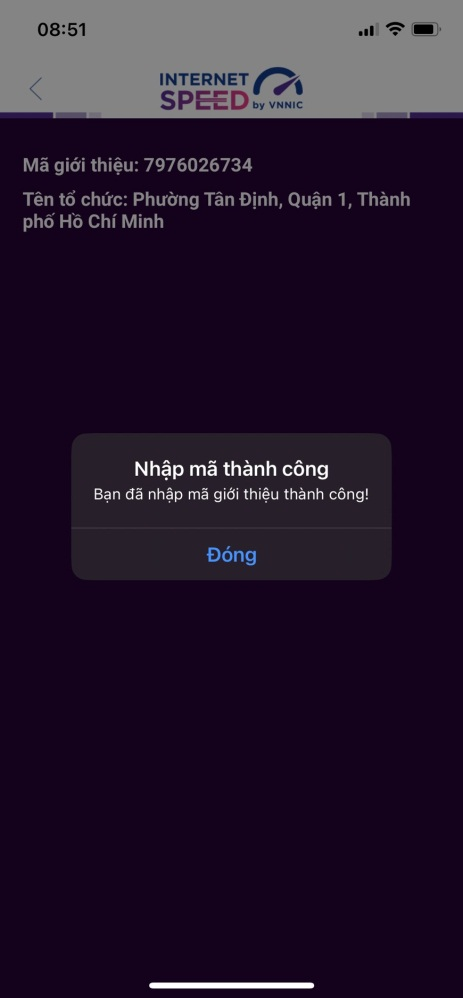 08:51
INTERNET
SPEED by VNNIC
Mã giới thiệu: 7976026734
Tên tổ chức: Phường Tân Định, Quận 1, Thành
phố Hồ Chí Minh
Nhập mã thành công
Bạn đã nhập mã giới thiệu thành công!
Đóng